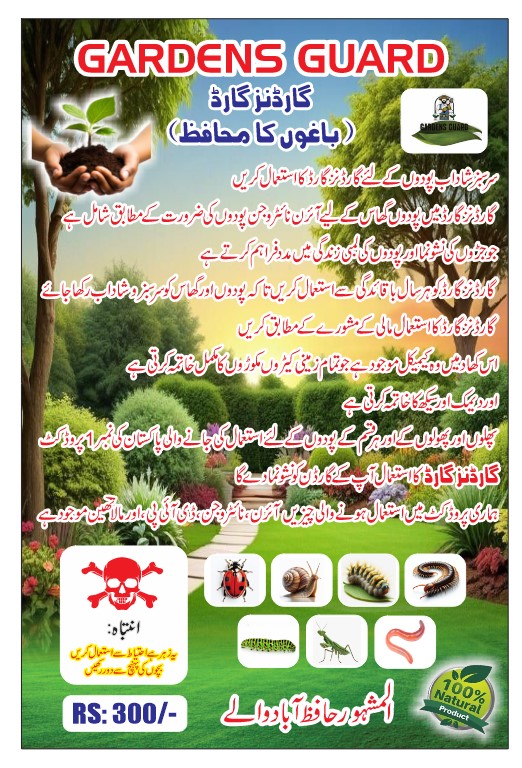 GARDENS GUARD
گارڈنز گارڈ
(باغوں کا محافظ)
GARDENS GUARD
سرسبز شاداب پودوں کے لئے گارڈنز گارڈ کا استعمال کریں
گارڈنز گارڈ میں پودوں گھاس کے لیے آئرن نائٹروجن پودوں کی ضرورت کے مطابق شامل ہے
جو جڑوں کی نشونما اور پودوں کی لمبی زندگی میں مدد فراہم کرتے ہے
گارڈنز گارڈ کو ہر سال باقائدگی سے استعمال کریں تاکہ پودوں اور گھاس کو سرسبز و شاداب رکھا جائے
گارڈنز گارڈ کا استعمال مالی کے مشورے کے مطابق کریں
اس کھاد میں وہ کیمیکل موجود ہے جو تمام زمینی کیڑوں مکوڑوں کا مکمل خاتمہ کرتی ہے
اور دیمک اور سیکھ کا خاتمہ کرتی ہے
پھلوں اور پھولوں کے اور ہر قسم کے پودوں کے لئے استعمال کی جانے والی پاکستان کی نمبر 1 پروڈکٹ
گارڈنز گارڈ کا استعمال آپ کے گارڈن کو نشونما دے گا
ہماری پروڈکٹ میں استعمال ہونے والی چیزیں آئرن، نائٹروجن، ڈی آئی پی، اور مالاتھین موجود ہے
انتباہ:
یہ زہر ہے احتیاط سے استعمال کریں
بچوں کی پہنچ سے دور رکھیں
RS: 300/-
المشہور حافظ آباد والے
100%
Natural
Product